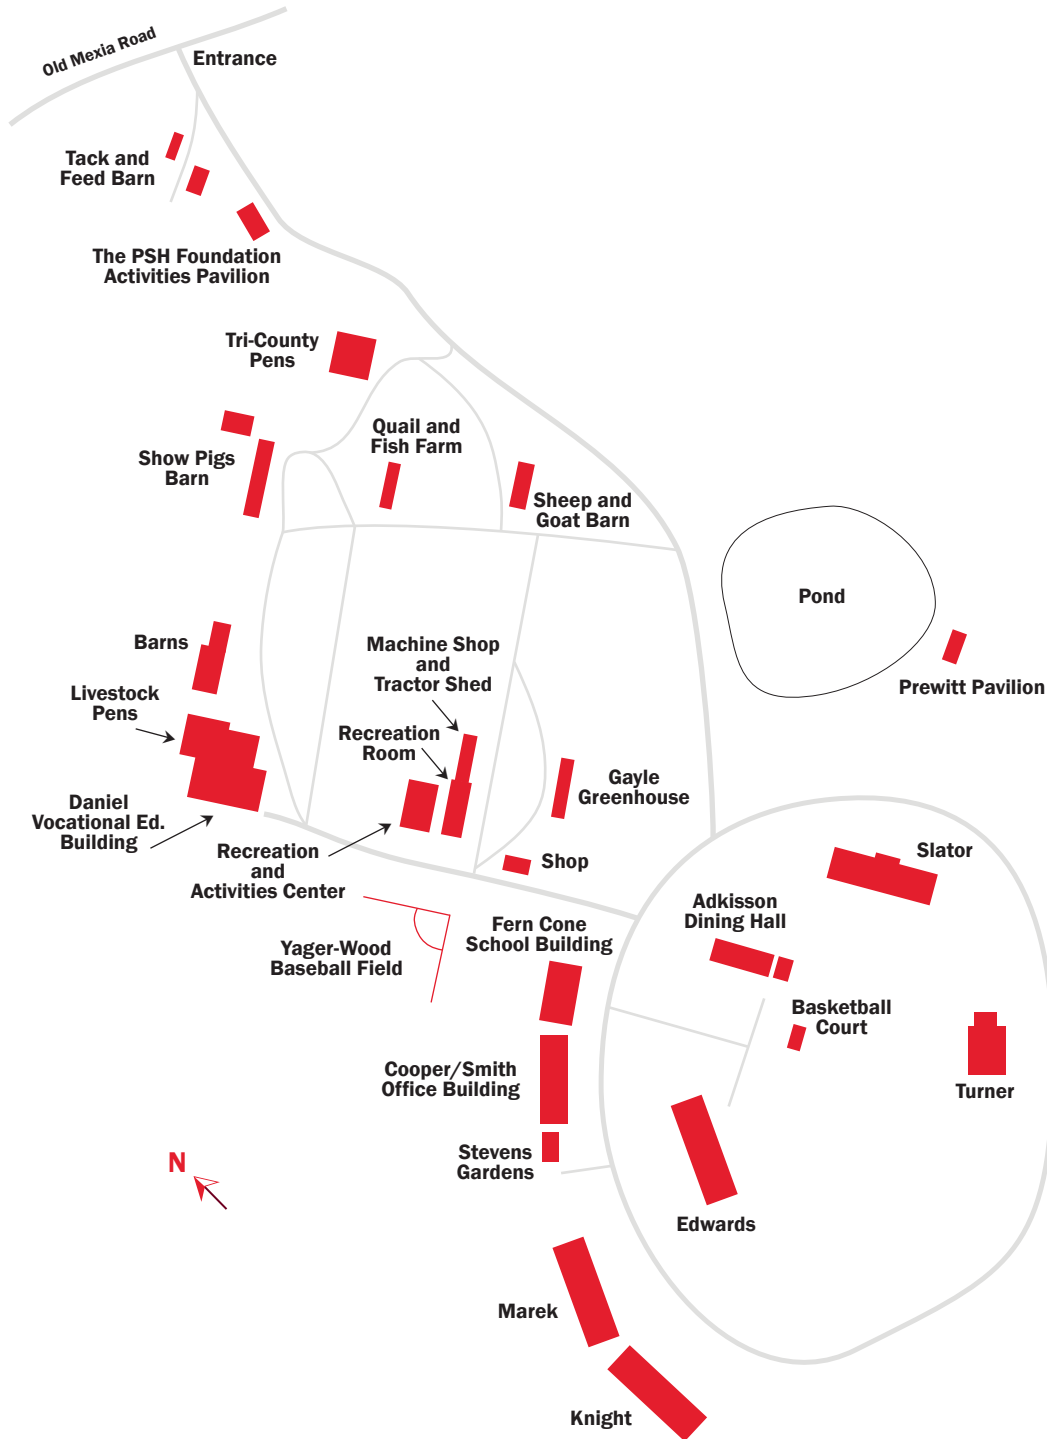 Old Mexia Road
Entrance
Tack and
Feed Barn
The PSH Foundation
Activities Pavilion
Tri-County
Pens
Quail and
Fish Farm
Show Pigs
Barn
Sheep and
Goat Barn
Pond
Prewitt Pavilion
Barns
Machine Shop
and
Tractor Shed
Livestock
Pens
Recreation
Room
Gayle
Greenhouse
Daniel
Vocational Ed.
Building
Recreation
and
Activities Center
Shop
Slator
Adkisson
Dining Hall
Fern Cone
School Building
Yager-Wood
Baseball Field
Basketball
Court
Cooper/Smith
Office Building
Turner
Stevens
Gardens
N
Edwards
Marek
Knight